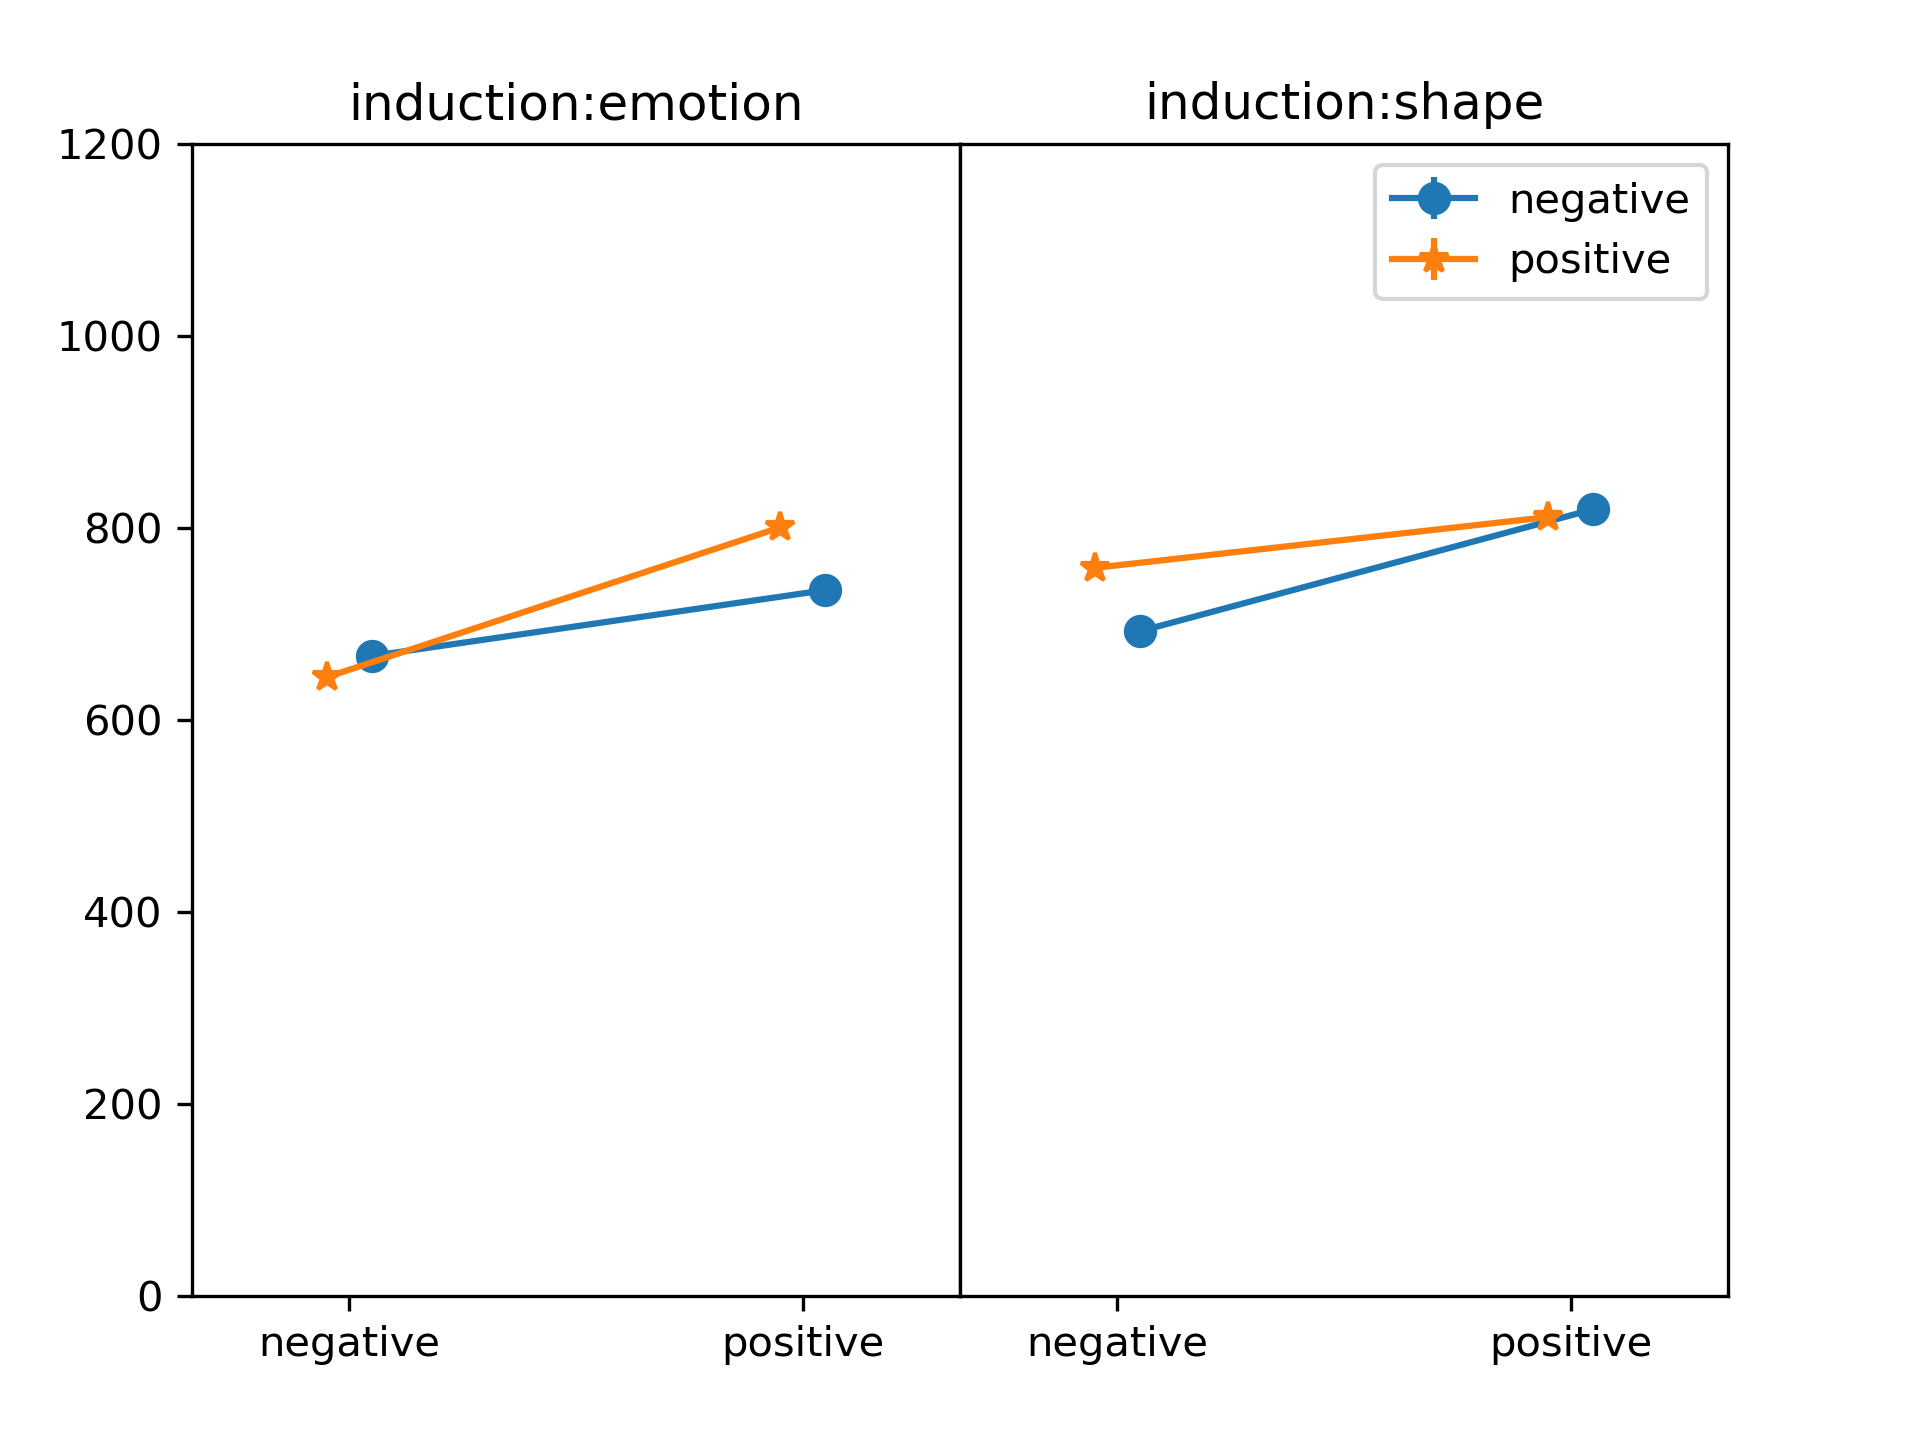 induction:emotion
induction:shape
1200
1000
800
600
400
200
0
negative
positive
negative
positive
negative
positive